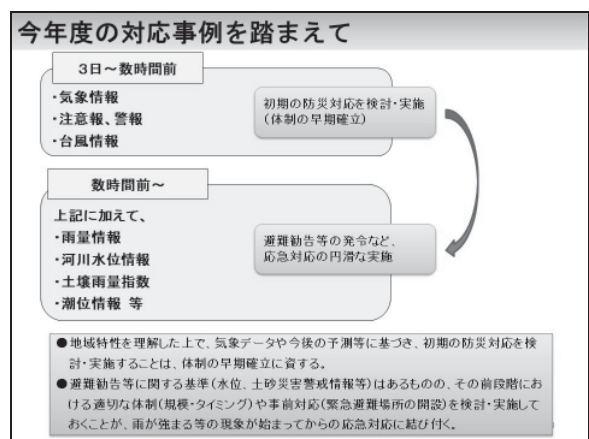 今年度の対応事例を踏まえて
3日～数時間前
・気象情報
・注意報、警報
・台風情報
初期の防災対応を検討・実施
(体制の早期確立)
数時間前～
上記に加えて、
・雨量情報
・河川水位情報
・土壌雨量指数
・潮位情報 等
避難勧告等の発令など、
応急対応の円滑な実施
●地域特性を理解した上で、気象データや今後の予測等に基づき、初期の防災対応を検
討・実施することは、体制の早期確立に資する。
●避難勧告等に関する基準(水位、土砂災害警戒情報等)はあるものの、その前段階にお
ける適切な体制(規模・タイミング)や事前対応(緊急避難場所の開設)を検討・実施して
おくことが、雨が強まる等の現象が始まってからの応急対応に結び付く。